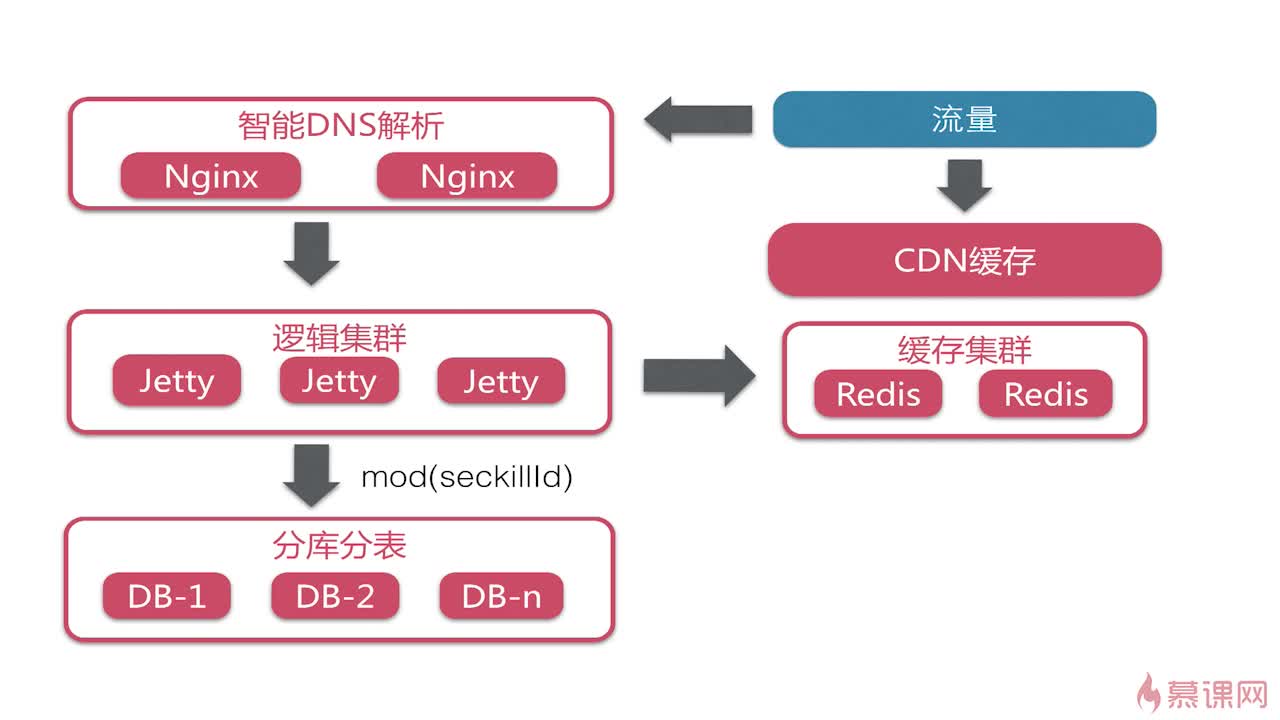 流量
智能DNS解析
Nginx Nginx
CDN缓存
逻辑集群
Jetty Jetty Jetty
缓存集群
Redis Redis
mod(seckillId)
分库分表
DB-1 DB-2 DB-n
慕课网